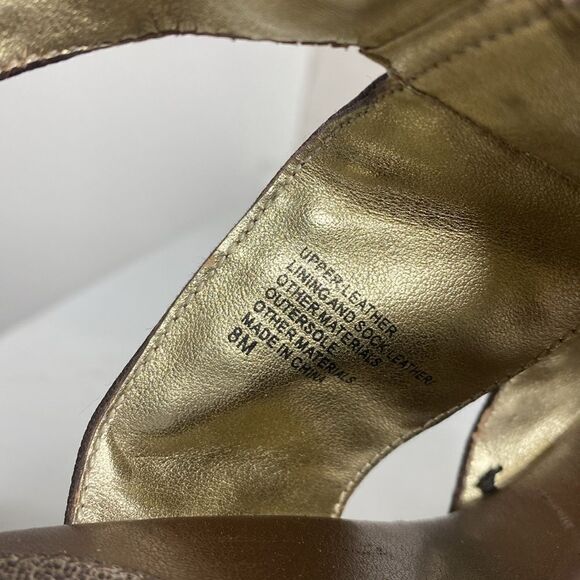 UPPER LEATHER
LINING AND SOCK LEATHER/
OTHER MATERIALS
OUTERSOLE
OTHER MATERIALS
MADE IN CHINA
8M